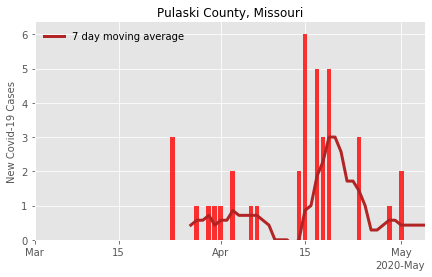 Pulaski County, Missouri
7 day moving average
New Covid-19 Cases
6
5
4
3
2
1
0
Mar
15
Apr
15
May
2020-May